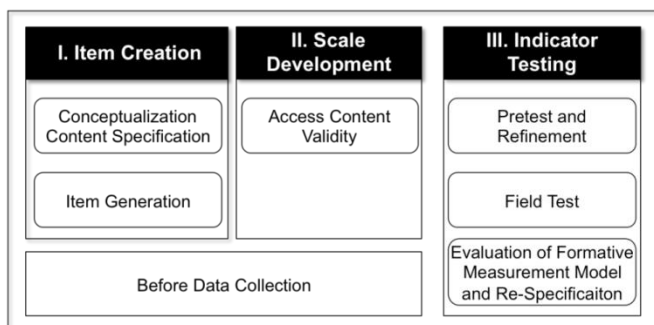 I. Item Creation
Conceptualization
Content Specification
Item Generation
II. Scale
Development
Access Content
Validity
Before Data Collection
III. Indicator
Testing
Pretest and
Refinement
Field Test
Evaluation of Formative
Measurement Model
and Re-Specificaiton